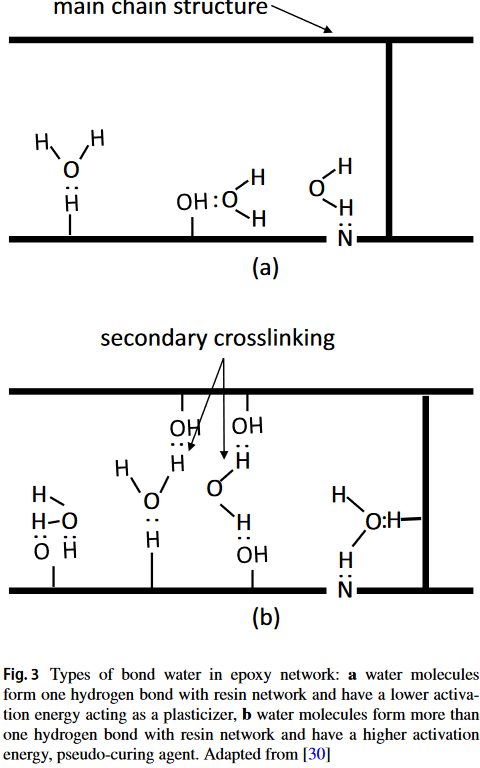 main chain structure
H H
O
H
OH:O
H
H
O
H
H
N
(a)
secondary crosslinking
OH OH
H H
H
O
H
O
H
OH
H
H-O
O H
H
O:H
H
N
(b)
Fig. 3 Types of bond water in epoxy network: a water molecules
form one hydrogen bond with resin network and have a lower activa-
tion energy acting as a plasticizer, b water molecules form more than
one hydrogen bond with resin network and have a higher activation
energy, pseudo-curing agent. Adapted from [30]